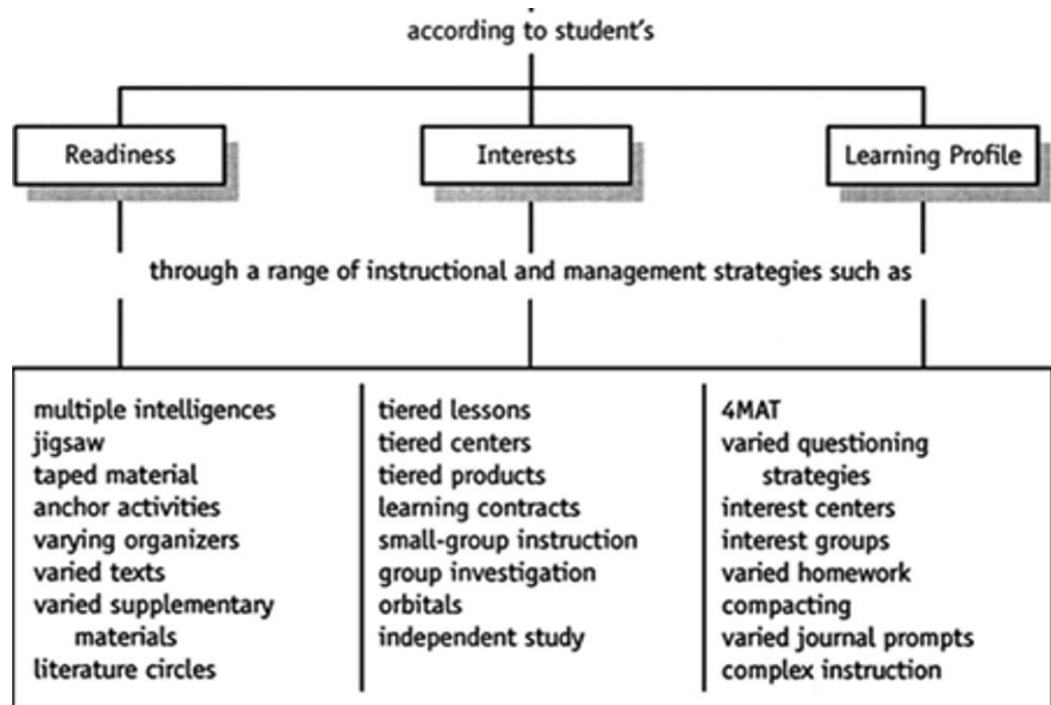 according to student's
Readiness
Interests
Learning Profile
through a range of instructional and management strategies such as
multiple intelligences
jigsaw
taped material
anchor activities
varying organizers
varied texts
varied supplementary
materials
literature circles
tiered lessons
tiered centers
tiered products
learning contracts
small-group instruction
group investigation
orbitals
independent study
4MAT
varied questioning
strategies
interest centers
interest groups
varied homework
compacting
varied journal prompts
complex instruction